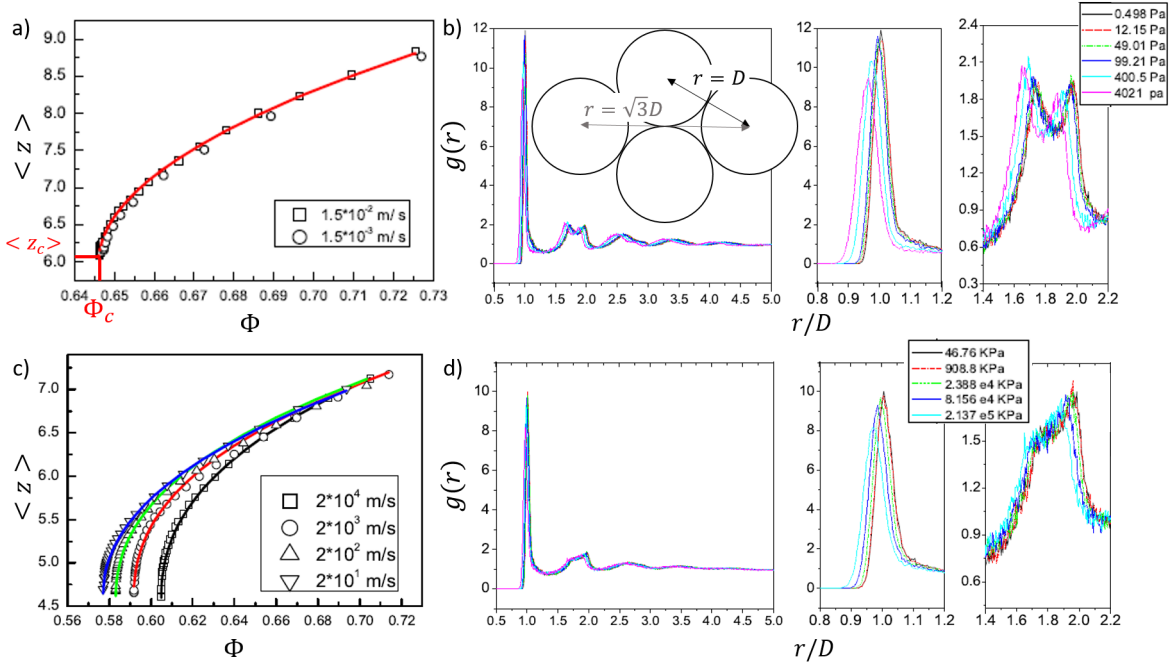 a)
9.0
8.5
8.0
7.5
7.0
6.5
6.0
< z >
< z_c >
0.64 0.65 0.66 0.67 0.68 0.69 0.70 0.71 0.72 0.73
Φ_c
Φ
1.5*10^-2 m/ s
1.5*10^-3 m/ s
b)
12
10
8
6
4
2
0
g(r)
0.5 1.0 1.5 2.0 2.5 3.0 3.5 4.0 4.5 5.0
r = D
r = √3D
12
10
8
6
4
2
0
0.8 0.9 1.0 1.1 1.2
r/D
2.4
2.1
1.8
1.5
1.2
0.9
0.6
0.3
1.4 1.6 1.8 2.0 2.2
0.498 Pa
12.15 Pa
49.01 Pa
99.21 Pa
400.5 Pa
4021 pa
c)
7.0
6.5
6.0
5.5
5.0
4.5
< z >
0.56 0.58 0.60 0.62 0.64 0.66 0.68 0.70 0.72
Φ
2*10^4 m/s
2*10^3 m/s
2*10^2 m/s
2*10^1 m/s
d)
10
8
6
4
2
0
g(r)
0.5 1.0 1.5 2.0 2.5 3.0 3.5 4.0 4.5 5.0
10
8
6
4
2
0
0.8 0.9 1.0 1.1 1.2
r/D
1.5
1.2
0.9
0.6
1.4 1.6 1.8 2.0 2.2
46.76 KPa
908.8 KPa
2.388 e4 KPa
8.156 e4 KPa
2.137 e5 KPa